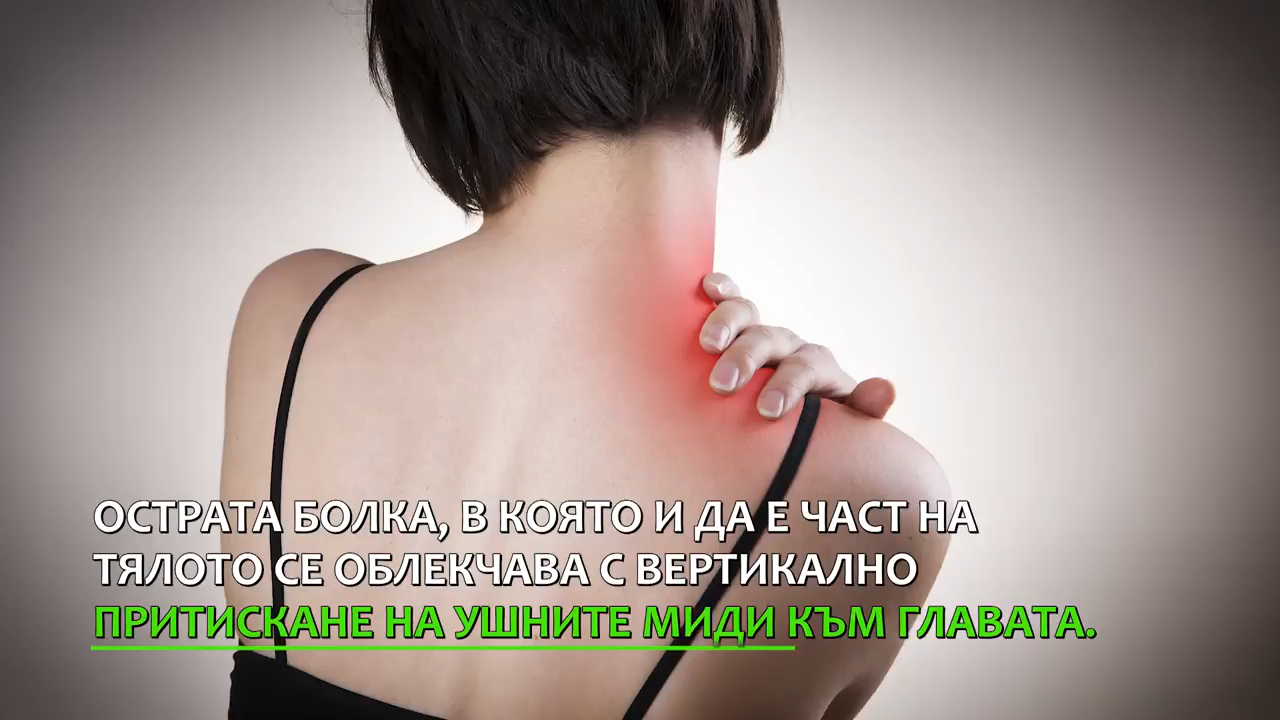 ОСТРАТА БОЛКА, В КОЯТО И ДА Е ЧАСТ НА
ТЯЛОТО СЕ ОБЛЕКЧАВА С ВЕРТИКАЛНО
ПРИТИСКАНЕ НА УШНИТЕ МИДИ КЪМ ГЛАВАТА.